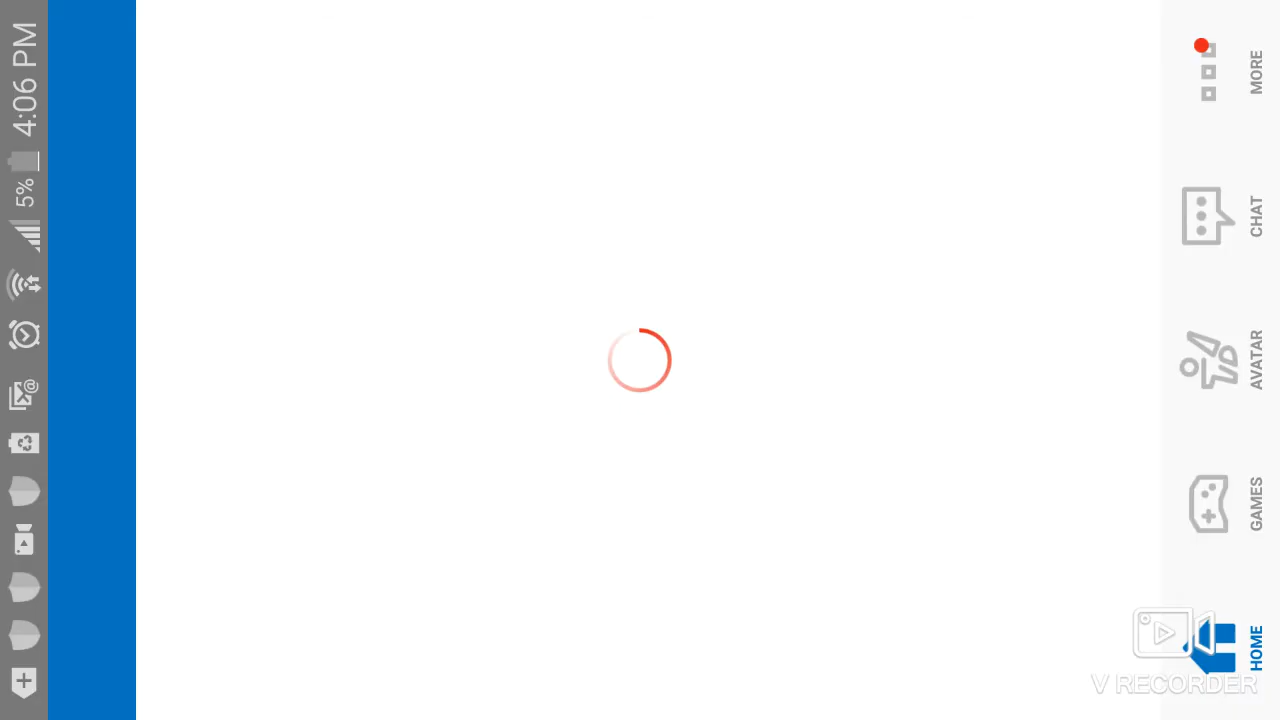 5% 4:06 PM
HOME
GAMES
AVATAR
CHAT
MORE
V RECORDER